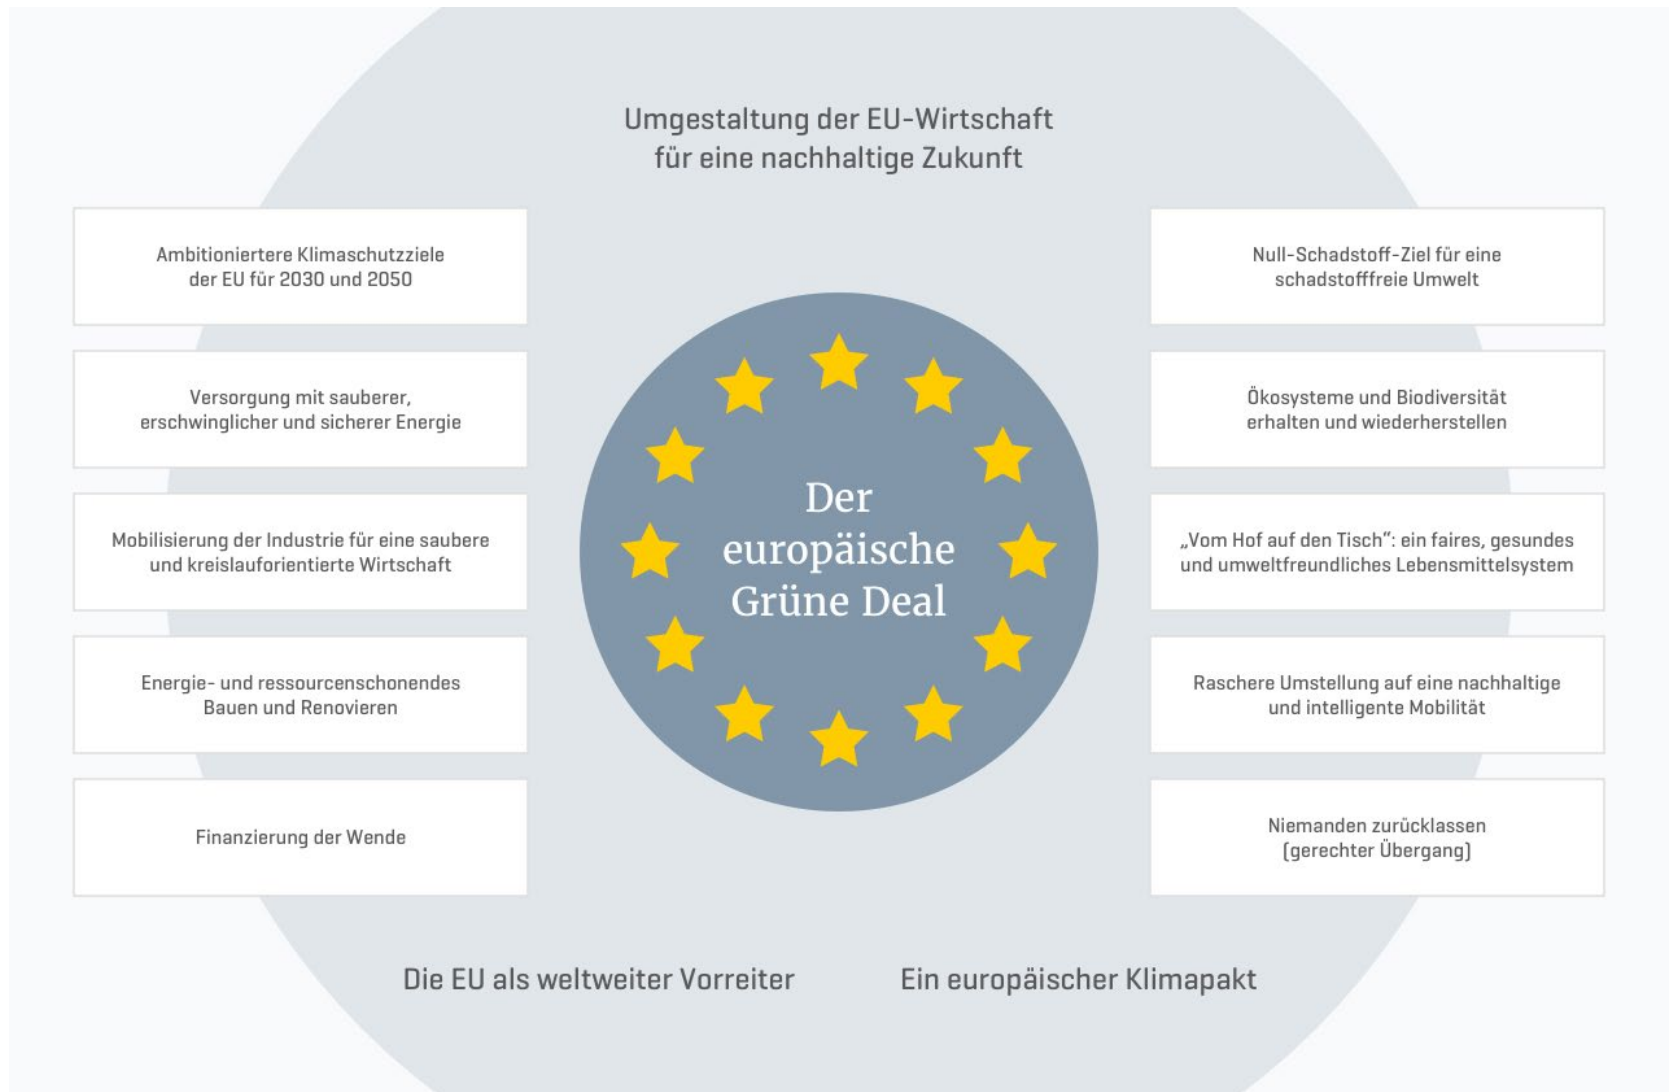 Umgestaltung der EU-Wirtschaft
für eine nachhaltige Zukunft
Ambitioniertere Klimaschutzziele
der EU für 2030 und 2050
Versorgung mit sauberer,
erschwinglicher und sicherer Energie
Mobilisierung der Industrie für eine saubere
und kreislauforientierte Wirtschaft
Energie- und ressourcenschonendes
Bauen und Renovieren
Finanzierung der Wende
Der
europäische
Grüne Deal
Null-Schadstoff-Ziel für eine
schadstofffreie Umwelt
Ökosysteme und Biodiversität
erhalten und wiederherstellen
„Vom Hof auf den Tisch“: ein faires, gesundes
und umweltfreundliches Lebensmittelsystem
Raschere Umstellung auf eine nachhaltige
und intelligente Mobilität
Niemanden zurücklassen
(gerechter Übergang)
Die EU als weltweiter Vorreiter
Ein europäischer Klimapakt